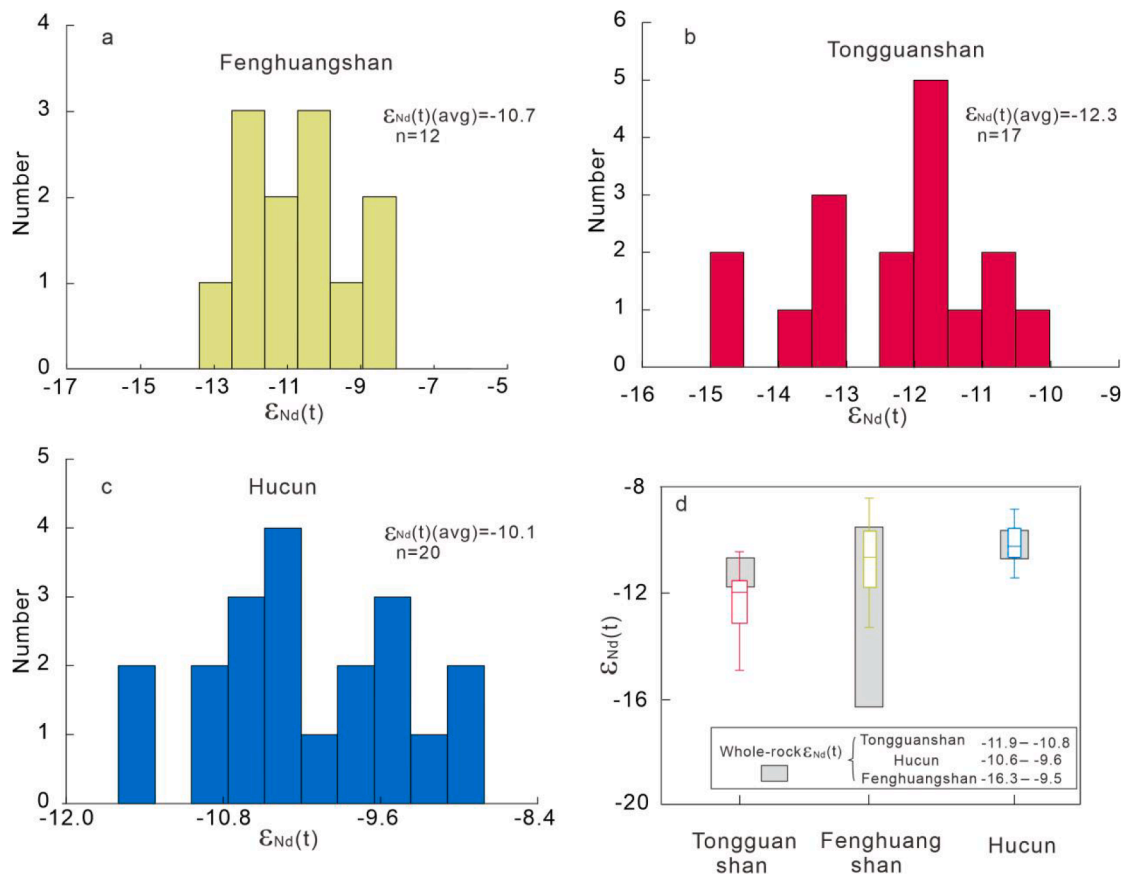 a
Fenghuangshan
εNd(t)(avg)=-10.7
n=12
Number
4
3
2
1
0
-17 -15 -13 -11 -9 -7 -5
εNd(t)
b
Tongguanshan
εNd(t)(avg)=-12.3
n=17
Number
6
5
4
3
2
1
0
-16 -15 -14 -13 -12 -11 -10 -9
εNd(t)
c
Hucun
εNd(t)(avg)=-10.1
n=20
Number
5
4
3
2
1
0
-12.0 -10.8 -9.6 -8.4
εNd(t)
d
εNd(t)
-8
-12
-16
-20
Whole-rock εNd(t)
Tongguanshan -11.9– -10.8
Hucun -10.6– -9.6
Fenghuangshan -16.3– -9.5
Tongguan
shan
Fenghuang
shan
Hucun